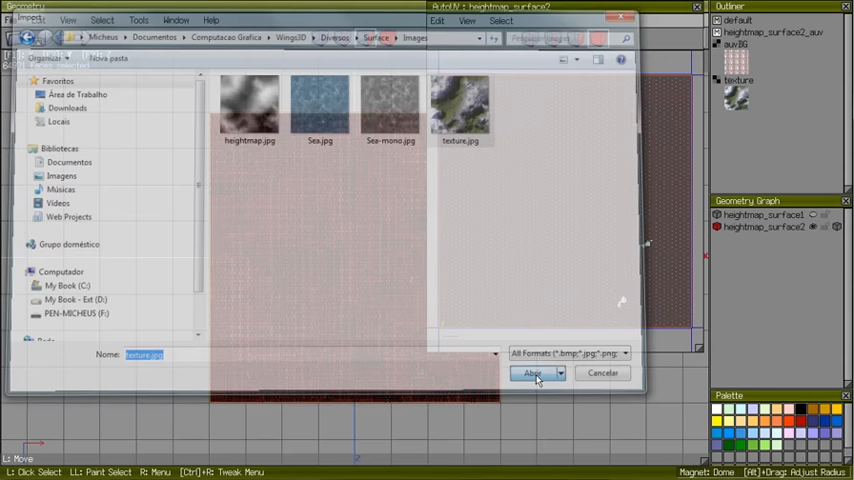 Geometry
AutoUV: heightmap_surface2
Outliner
Import
File Edit Select Tools Window Help
Edit View Select
default
heightmap_surface2_auv
auvBG
texture
Micheus ▸ Documentos ▸ Computacao Grafica ▸ Wings3D ▸ Diversos ▸ Surface ▸ Images
Organizar Nova pasta
Favoritos
Área de Trabalho
Downloads
Locais
Bibliotecas
Documentos
Imagens
Músicas
Vídeos
Web Projects
Grupo doméstico
Computador
My Book (C:)
My Book - Ext (D:)
PEN-MICHEUS (F:)
heightmap.jpg Sea.jpg Sea-mono.jpg texture.jpg
Geometry Graph
heightmap_surface1
heightmap_surface2
Nome: texture.jpg
All Formats (*.bmp;*.jpg;*.png;
Abrir Cancelar
Palette
Z
L: Move
L: Click Select LL: Paint Select R: Menu [Ctrl]+R: Tweak Menu
Magnet: Dome [Alt]+Drag: Adjust Radius